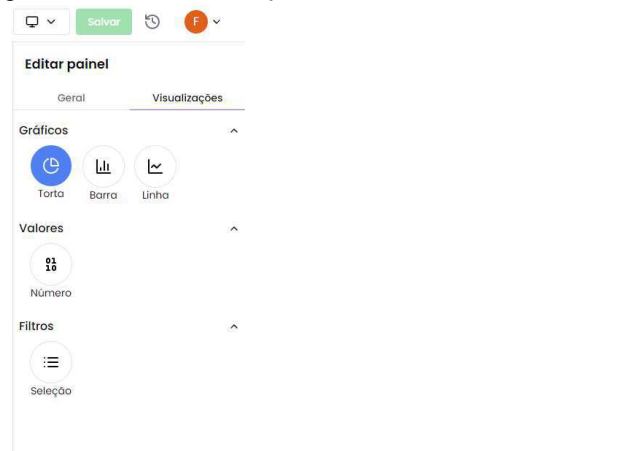 Salvar
F
Editar painel
Geral Visualizações
Gráficos
Torta Barra Linha
Valores
01
10
Número
Filtros
Seleção